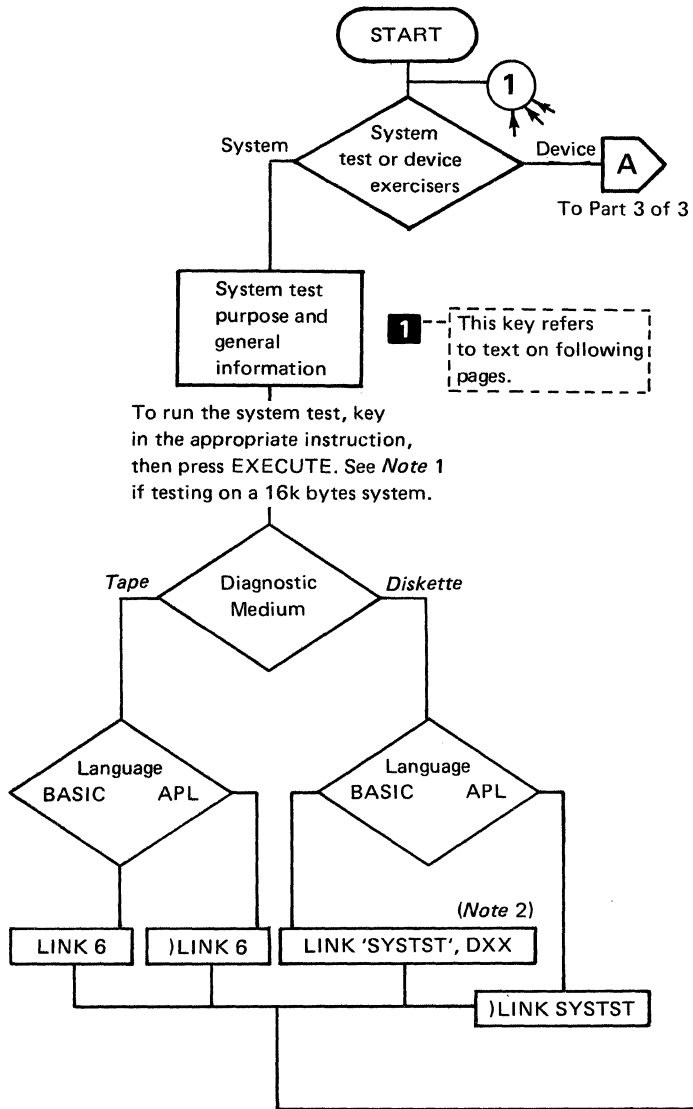 START
1
System
test or device
exercisers
System
Device
A
To Part 3 of 3
System test
purpose and
general
information
1
This key refers
to text on following
pages.
To run the system test, key
in the appropriate instruction,
then press EXECUTE. See Note 1
if testing on a 16k bytes system.
Tape
Diagnostic
Medium
Diskette
Language
BASIC APL
Language
BASIC APL
(Note 2)
LINK 6
)LINK 6
LINK 'SYSTST', DXX
)LINK SYSTST